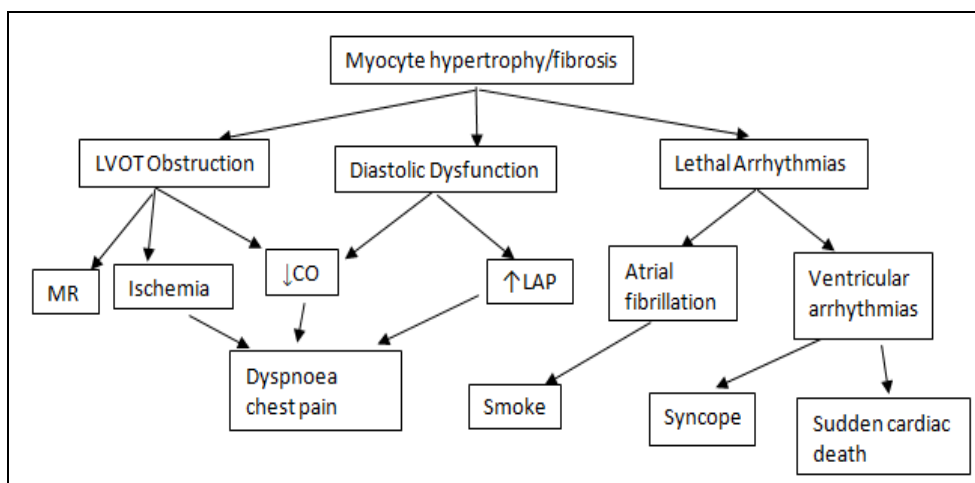 Myocyte hypertrophy/fibrosis
LVOT Obstruction
Diastolic Dysfunction
Lethal Arrhythmias
MR
Ischemia
↓CO
↑LAP
Atrial
fibrillation
Ventricular
arrhythmias
Dyspnoea
chest pain
Smoke
Syncope
Sudden cardiac
death